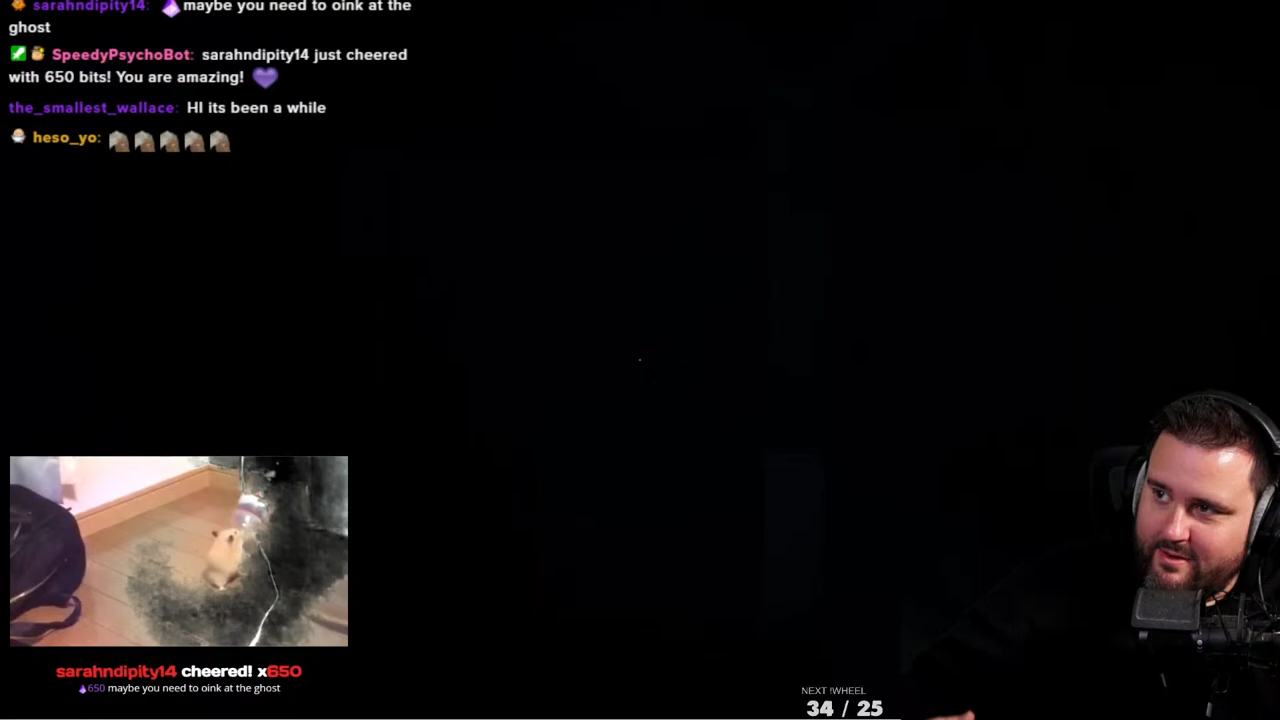 sarahndipity14: maybe you need to oink at the
ghost
SpeedyPsychoBot: sarahndipity14 just cheered
with 650 bits! You are amazing!
the_smallest_wallace: HI its been a while
heso_yo:
sarahndipity14 cheered! x650
650 maybe you need to oink at the ghost
NEXT !WHEEL
34 / 25